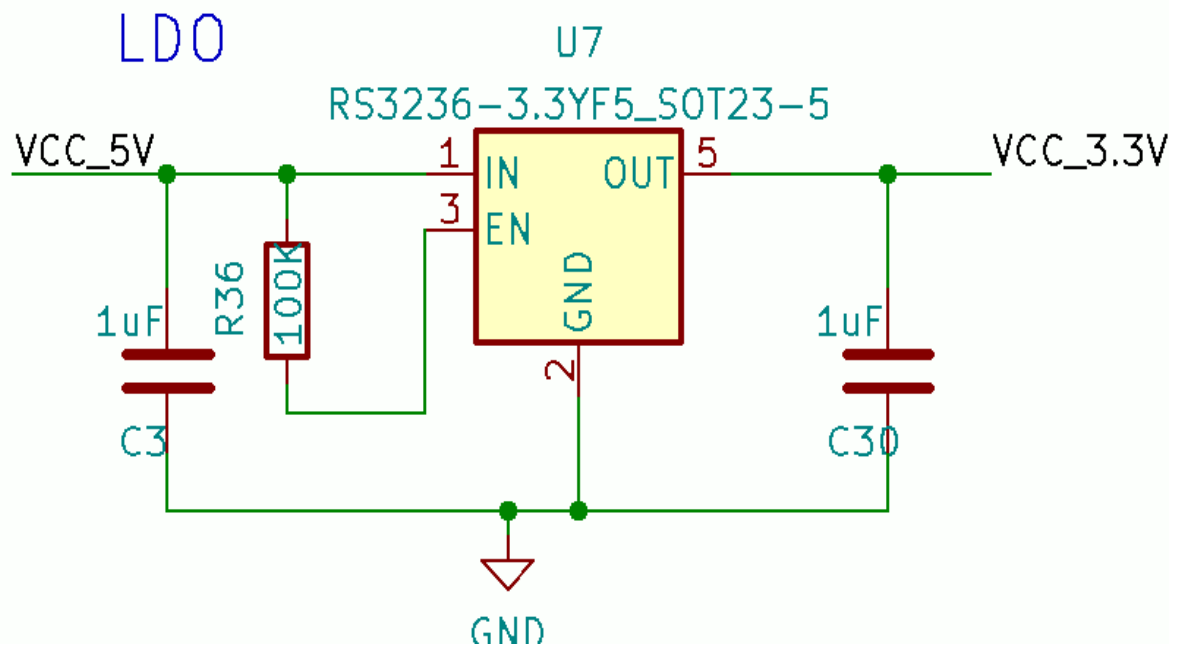 LDO
U7
RS3236-3.3YF5_SOT23-5
VCC_5V
1
IN
OUT
5
VCC_3.3V
3
EN
GND
2
R36
100K
1uF
C3
1uF
C30
GND